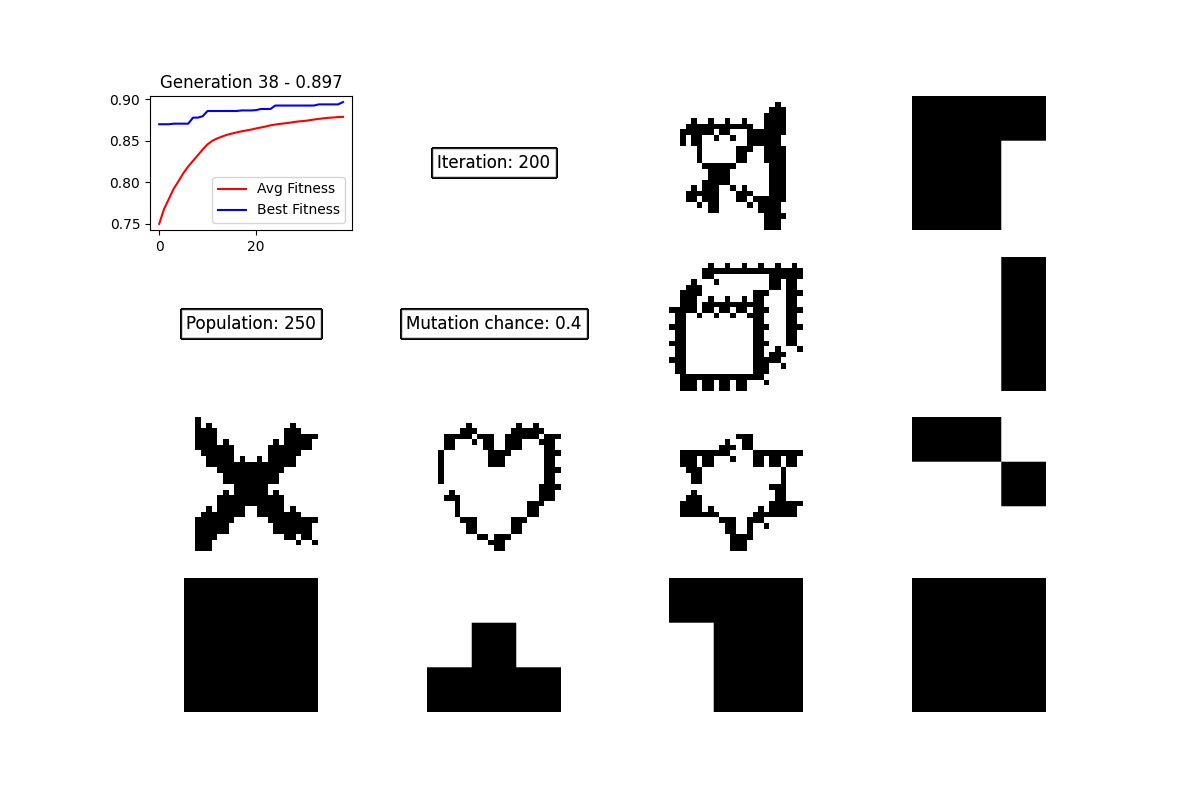 Generation 38 - 0.897
0.90
0.85
0.80
0.75
Avg Fitness
Best Fitness
0
20
Iteration: 200
Population: 250
Mutation chance: 0.4